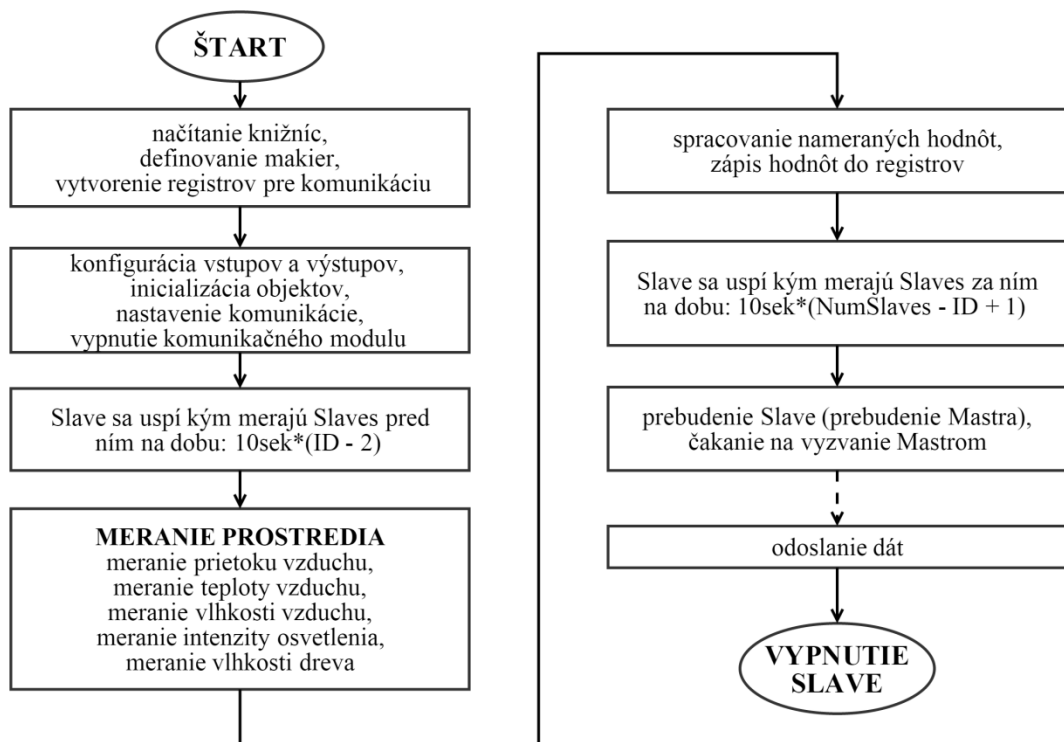 ŠTART
načítanie knižníc,
definovanie makier,
vytvorenie registrov pre komunikáciu
konfigurácia vstupov a výstupov,
inicializácia objektov,
nastavenie komunikácie,
vypnutie komunikačného modulu
Slave sa uspí kým merajú Slaves pred
ním na dobu: 10sek*(ID - 2)
MERANIE PROSTREDIA
meranie prietoku vzduchu,
meranie teploty vzduchu,
meranie vlhkosti vzduchu,
meranie intenzity osvetlenia,
meranie vlhkosti dreva
spracovanie nameraných hodnôt,
zápis hodnôt do registrov
Slave sa uspí kým merajú Slaves za ním
na dobu: 10sek*(NumSlaves - ID + 1)
prebudenie Slave (prebudenie Mastra),
čakanie na vyzvanie Mastrom
odoslanie dát
VYPNUTIE
SLAVE